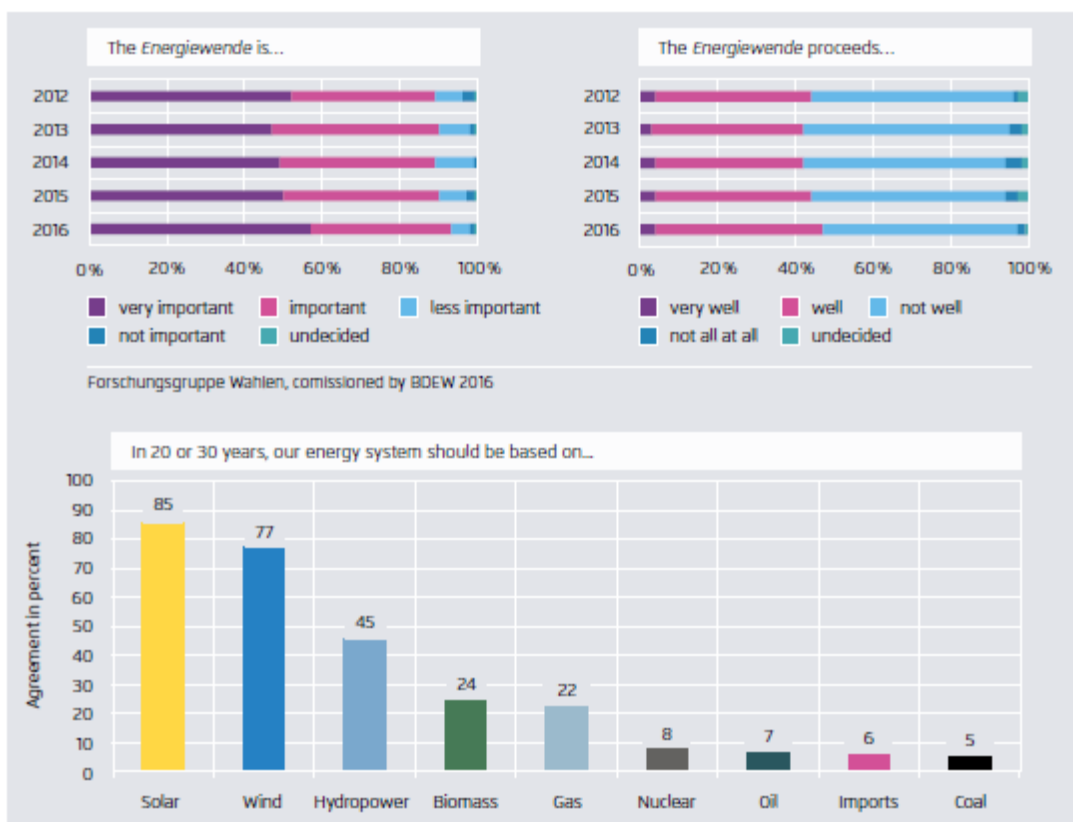 The Energiewende is...
2012
2013
2014
2015
2016
0% 20% 40% 60% 80% 100%
very important important less important
not important undecided
The Energiewende proceeds...
2012
2013
2014
2015
2016
0% 20% 40% 60% 80% 100%
very well well not well
not all at all undecided
Forschungsgruppe Wahlen, comissioned by BDEW 2016
In 20 or 30 years, our energy system should be based on...
Agreement in percent
100
90
80
70
60
50
40
30
20
10
0
85 77 45 24 22 8 7 6 5
Solar Wind Hydropower Biomass Gas Nuclear Oil Imports Coal